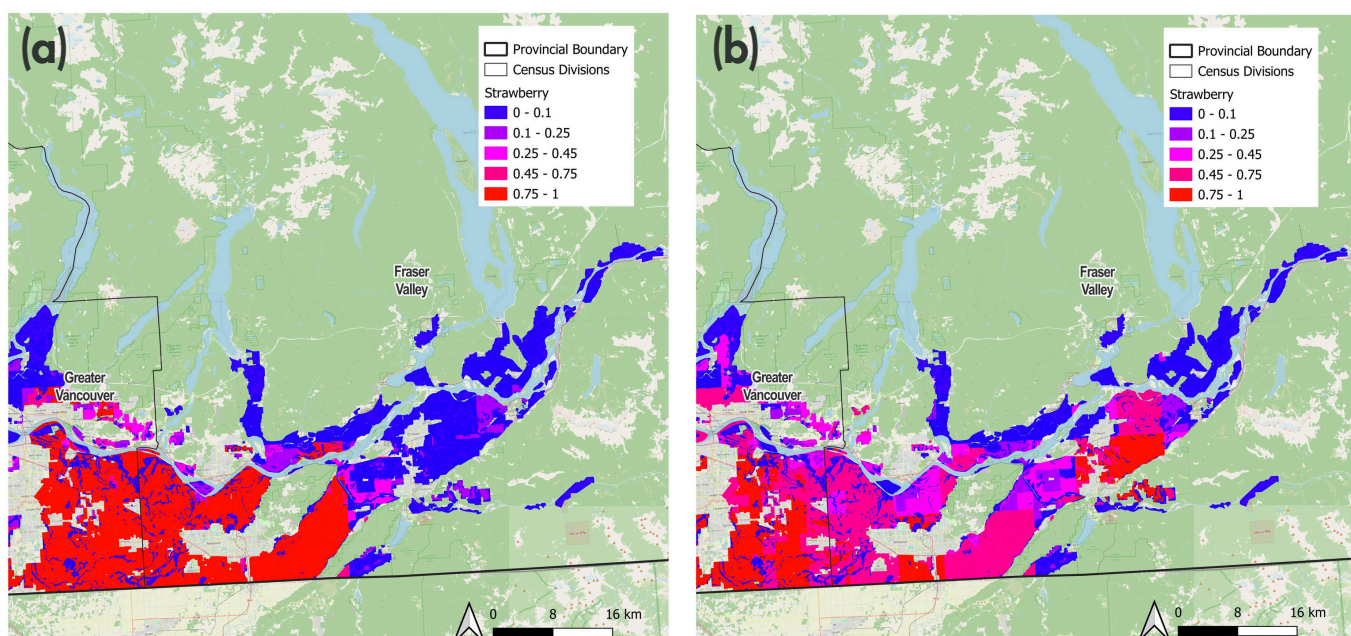 (a)
Provincial Boundary
Census Divisions
Strawberry
0 - 0.1
0.1 - 0.25
0.25 - 0.45
0.45 - 0.75
0.75 - 1
Fraser
Valley
Greater
Vancouver
0 8 16 km
(b)
Provincial Boundary
Census Divisions
Strawberry
0 - 0.1
0.1 - 0.25
0.25 - 0.45
0.45 - 0.75
0.75 - 1
Fraser
Valley
Greater
Vancouver
0 8 16 km